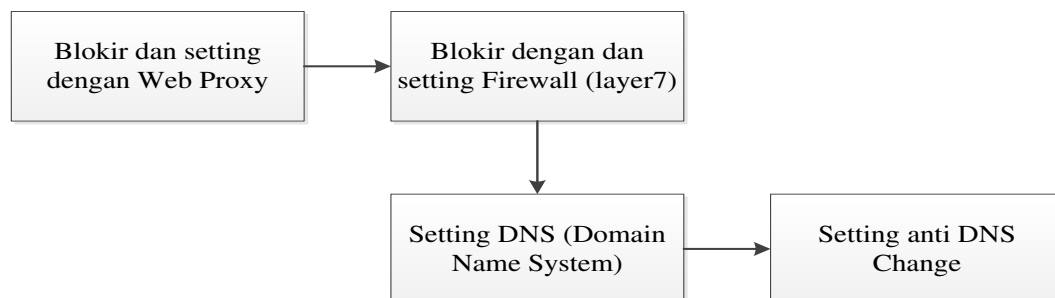 Blokir dan setting
dengan Web Proxy
Blokir dengan dan
setting Firewall (layer7)
Setting DNS (Domain
Name System)
Setting anti DNS
Change